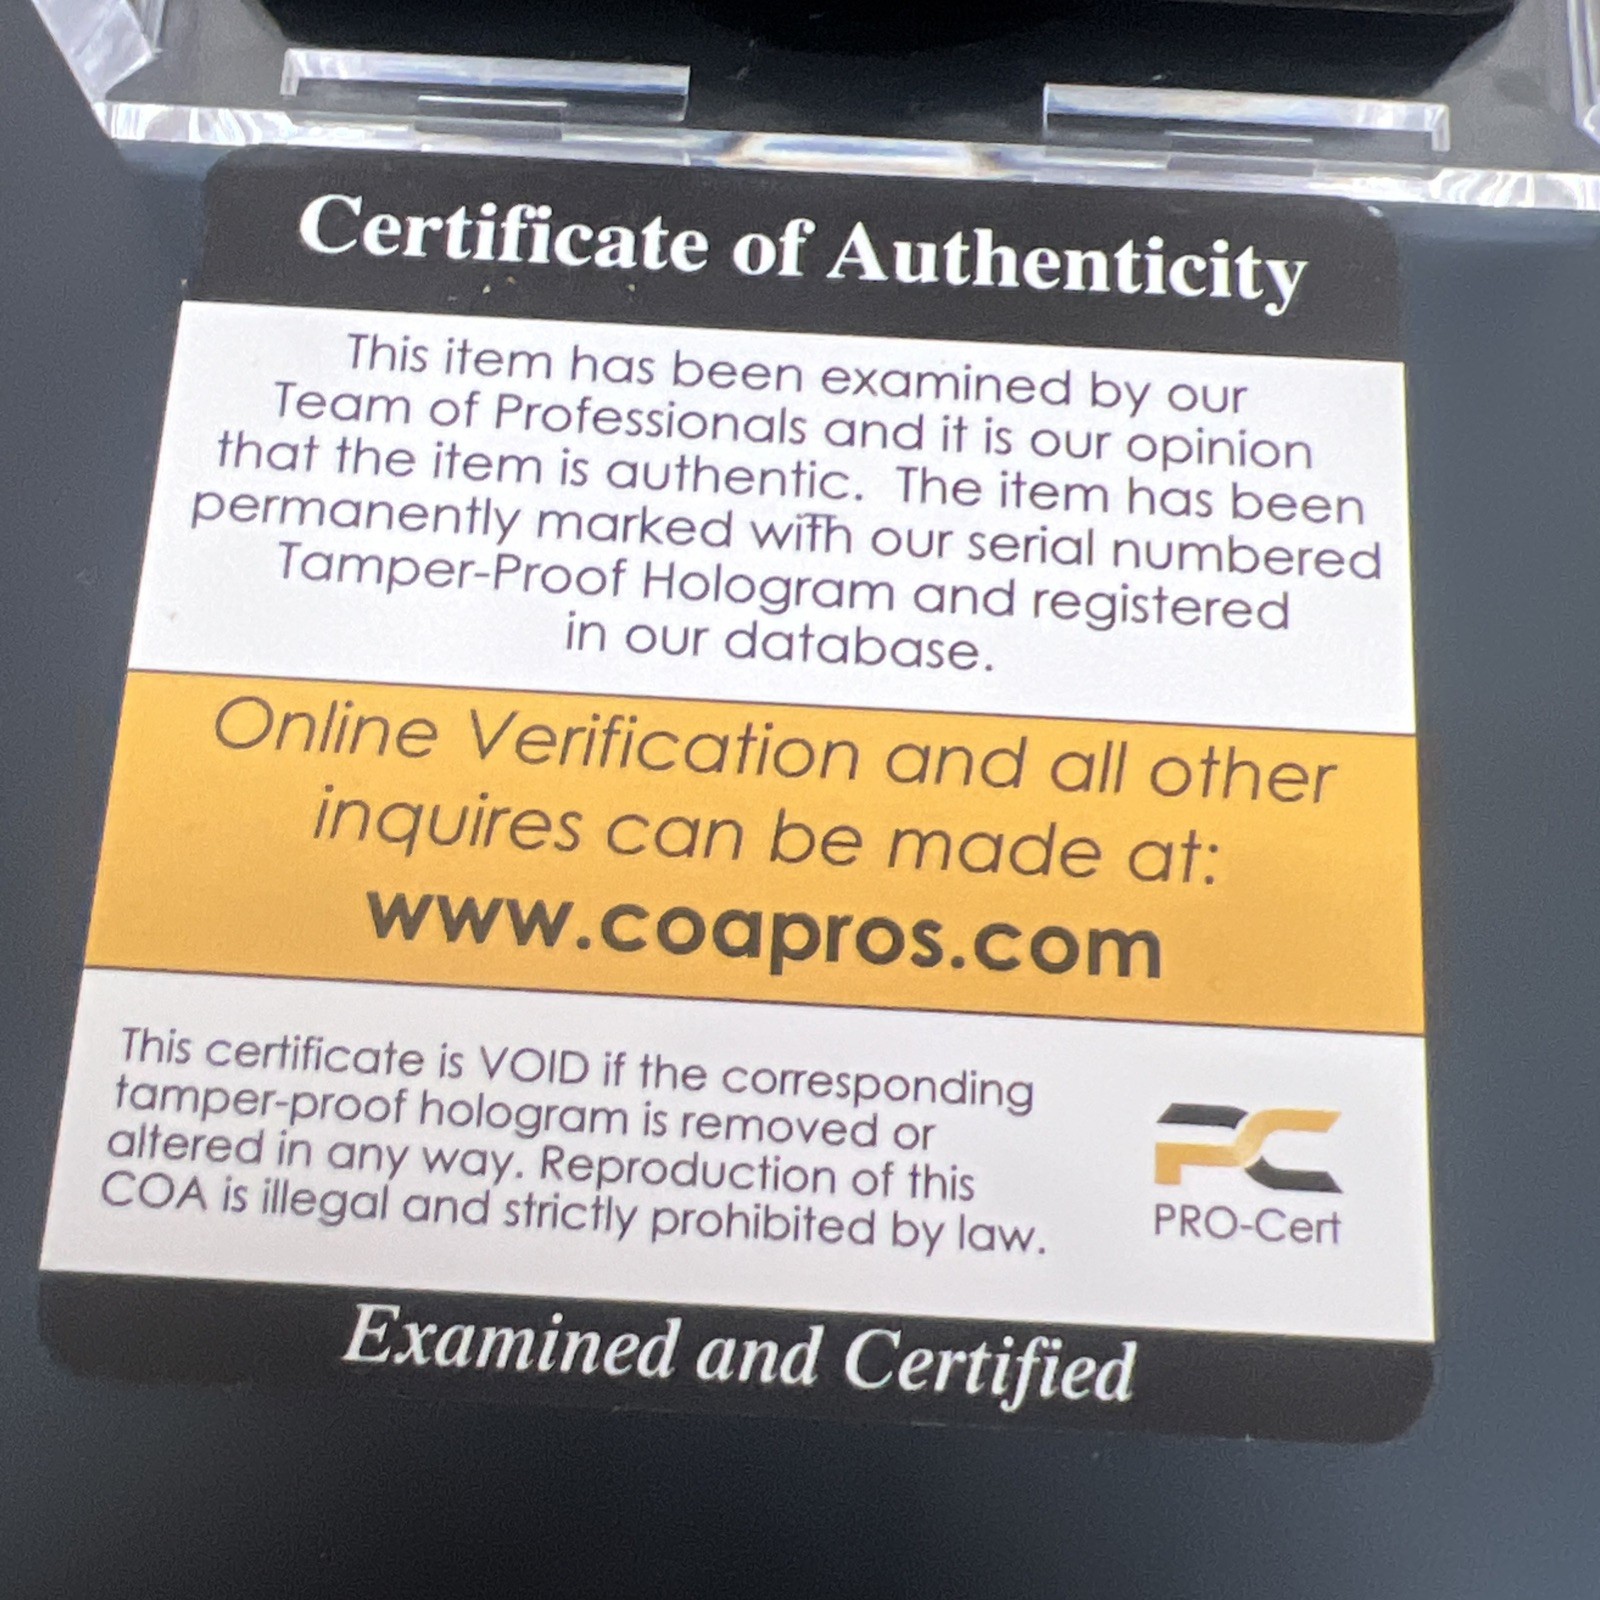 Certificate of Authenticity
This item has been examined by our
Team of Professionals and it is our opinion
that the item is authentic. The item has been
permanently marked with our serial numbered
Tamper-Proof Hologram and registered
in our database.
Online Verification and all other
inquires can be made at:
www.coapros.com
This certificate is VOID if the corresponding
tamper-proof hologram is removed or
altered in any way. Reproduction of this
COA is illegal and strictly prohibited by law.
PC
PRO-Cert
Examined and Certified